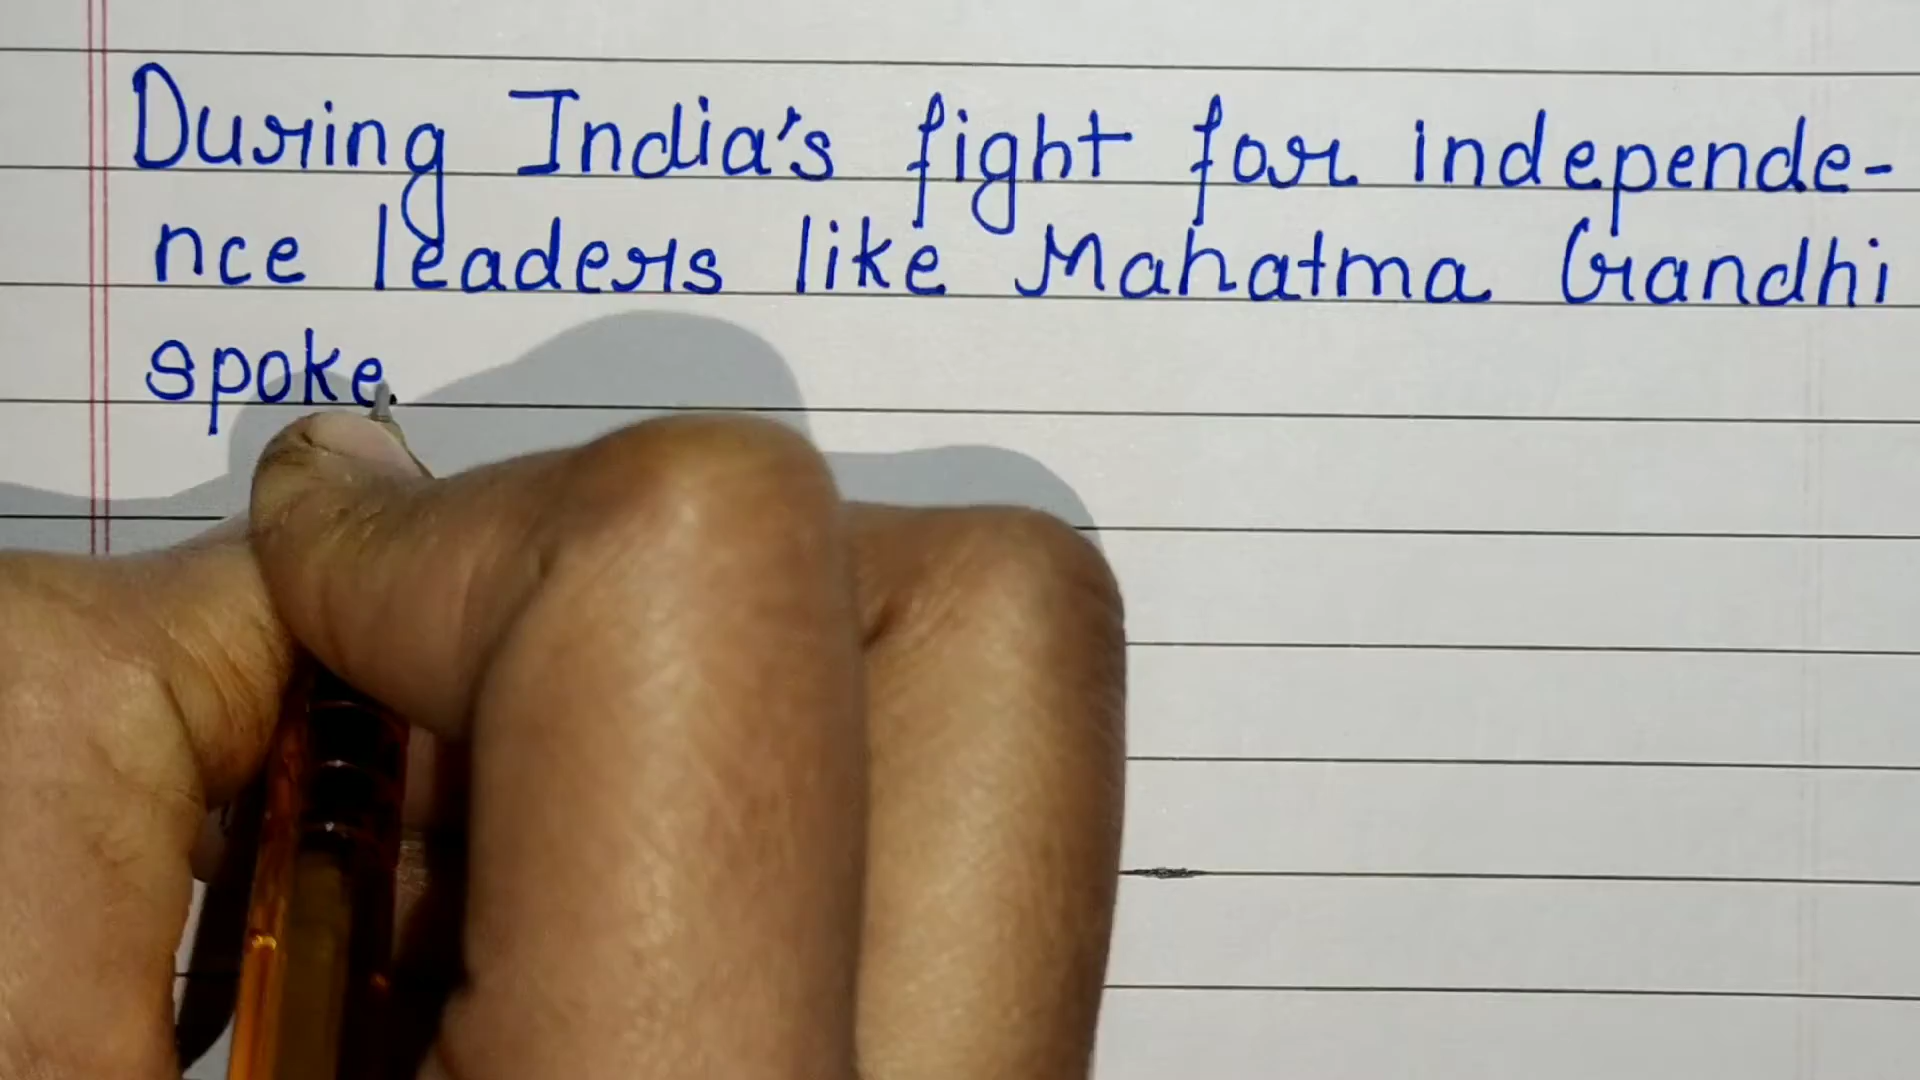 During India's fight for independe-
nce leaders like Mahatma Gandhi
spoke